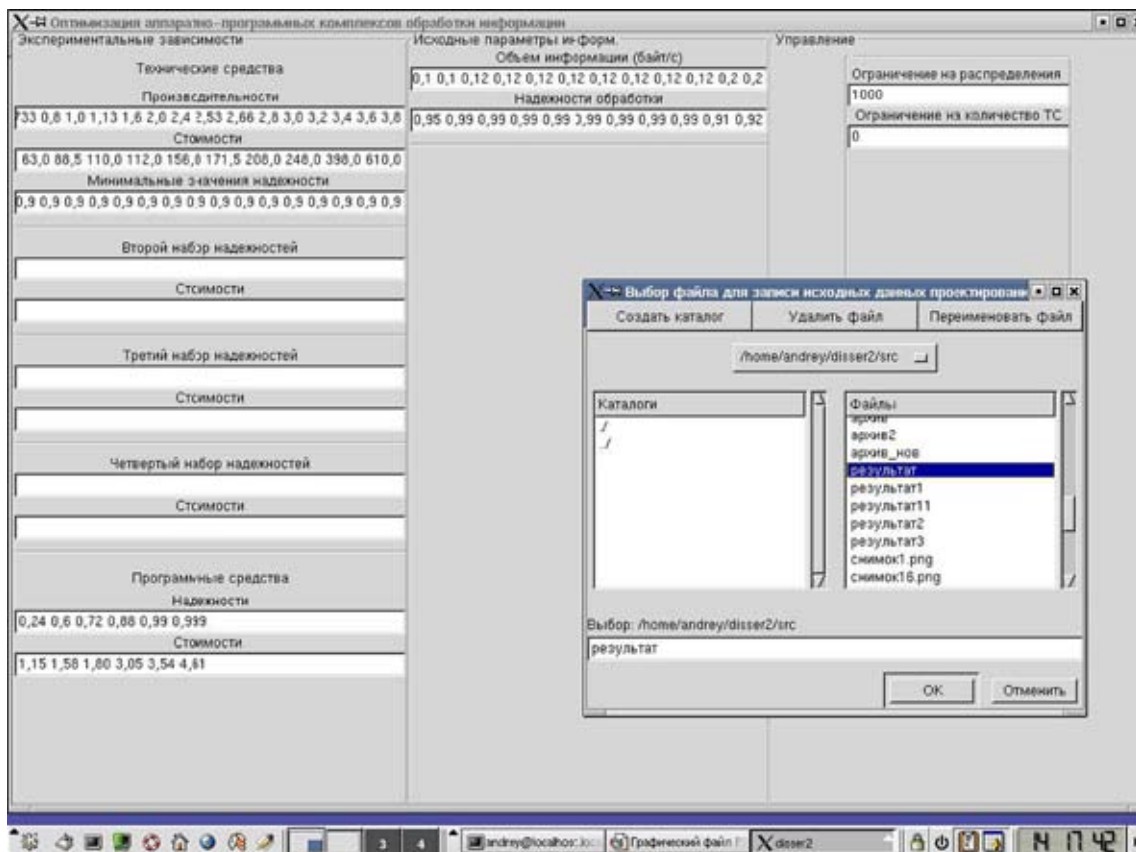 Оптимизация аппаратно-программных комплексов обработки информации
Экспериментальные зависимости
Технические средства
Производительности
733 0,8 1,0 1,13 1,6 2,0 2,4 2,53 2,66 2,8 3,0 3,2 3,4 3,6 3,8
Стоимости
63,0 88,5 110,0 112,0 156,0 171,5 208,0 248,0 398,0 610,0
Минимальные значения надежности
0,9 0,9 0,9 0,9 0,9 0,9 0,9 0,9 0,9 0,9 0,9 0,9 0,9 0,9 0,9 0,9
Второй набор надежностей
Стоимости
Третий набор надежностей
Стоимости
Четвертый набор надежностей
Стоимости
Програмные средства
Надежности
0,24 0,6 0,72 0,88 0,99 0,999
Стоимости
1,15 1,58 1,80 3,05 3,54 4,61
Исходные параметры информ.
Объем информации (байт/с)
0,1 0,1 0,12 0,12 0,12 0,12 0,12 0,12 0,12 0,12 0,2 0,2
Надежности обработки
0,95 0,99 0,99 0,99 0,99 0,99 0,99 0,99 0,99 0,91 0,92
Управление
Ограничение на распределения
1000
Ограничение на количество ТС
0
Выбор файла для записи исходных данных проектировани
Создать каталог
Удалить файл
Переименовать файл
/home/andrey/disser2/src
Каталоги
./
../
Файлы
архив
архив2
архив_нов
результат
результат1
результат11
результат2
результат3
снимок1.png
снимок16.png
Выбор: /home/andrey/disser2/src
результат
OK
Отменить
3
4
andrey@localhos
Графический файл
disser2
14 17 42